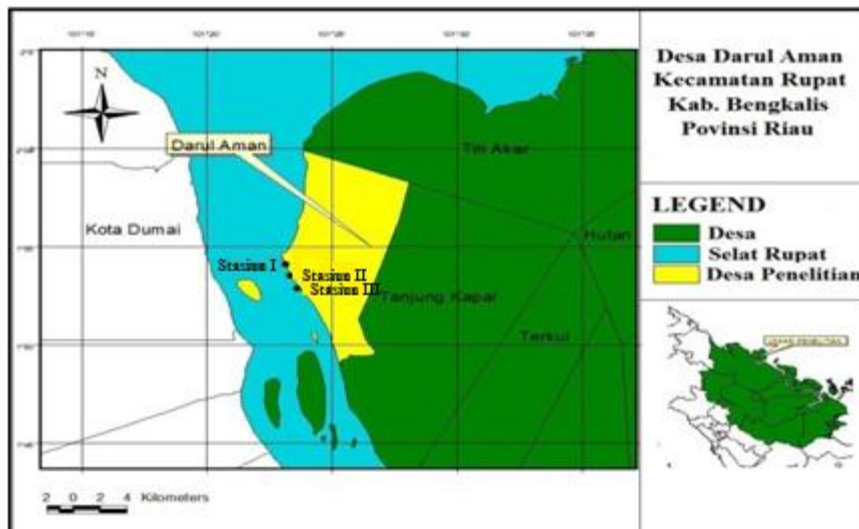 Desa Darul Aman
Kecamatan Rupat
Kab. Bengkalis
Povinsi Riau
N
Darul Aman
Titi Akar
Kota Dumai
Hutan
Stasiun I
Stasiun II
Stasiun III
Tanjung Kapal
Terkul
LEGEND
Desa
Selat Rupat
Desa Penelitian
2 0 2 4 Kilometers